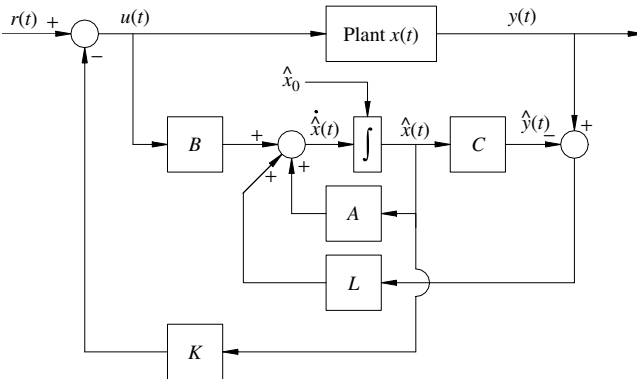 r(t) + u(t) Plant x(t) y(t)
−
x̂₀
B + ẋ̂(t) ∫ x̂(t) C ŷ(t) − +
+ +
A
L
K